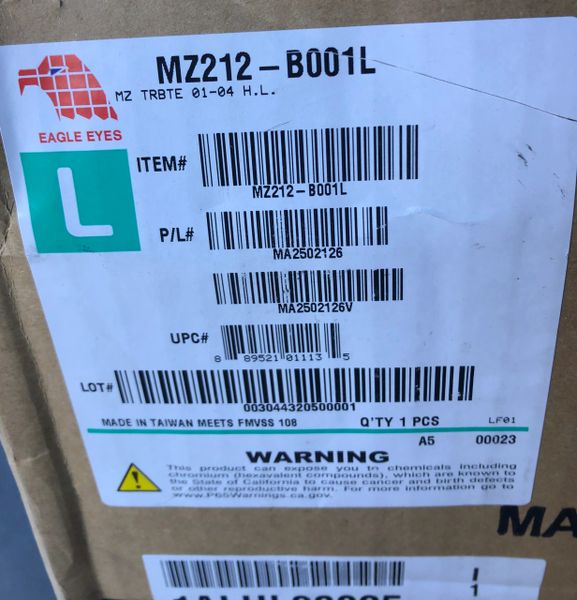 MZ212-B001L
MZ TRBTE 01-04 H.L.
EAGLE EYES
L
ITEM#
MZ212-B001L
P/L#
MA2502126
MA2502126V
UPC#
8 89521 01113 5
LOT#
003044320500001
MADE IN TAIWAN MEETS FMVSS 108 Q'TY 1 PCS LF01
A5 00023
WARNING
This product can expose you tn chemicals including
chromium (hexavalent compounds), which are known to
the State of California to cause cancer and birth defects
or other reproductive harm. For more information go to
www.P65Warnings.ca.gov.
MA
1